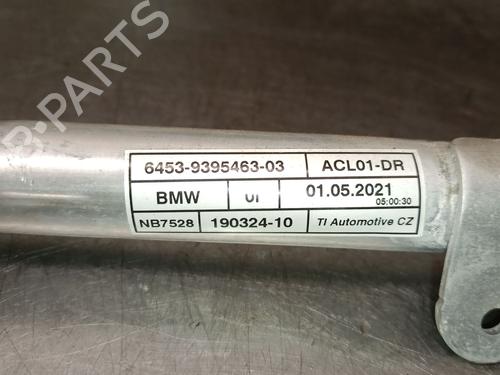 B-PARTS
6453-9395463-03 ACL01-DR
BMW UI 01.05.2021
05:00:30
NB7528 190324-10 TI Automotive CZ